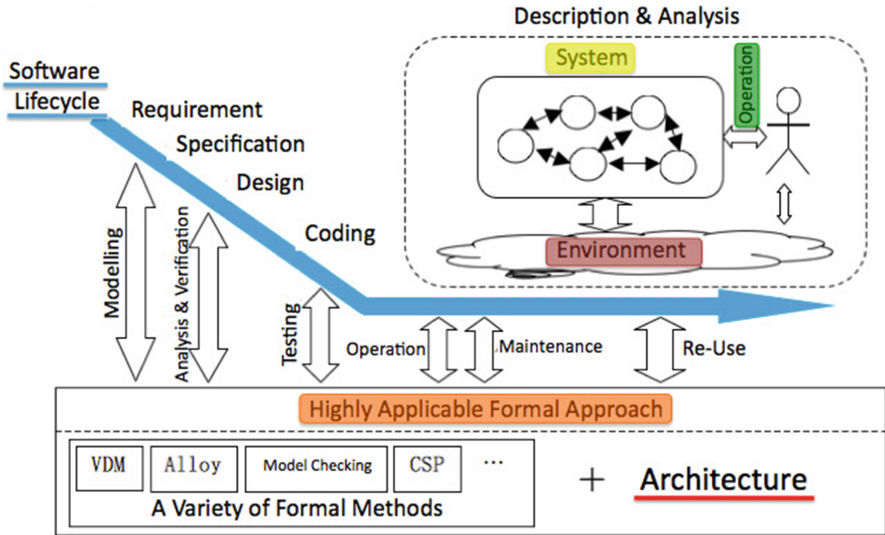 Description & Analysis
System
Operation
Software
Lifecycle
Requirement
Specification
Design
Coding
Environment
Modelling
Analysis & Verification
Testing
Operation
Maintenance
Re-Use
Highly Applicable Formal Approach
VDM
Alloy
Model Checking
CSP
...
A Variety of Formal Methods
+
Architecture